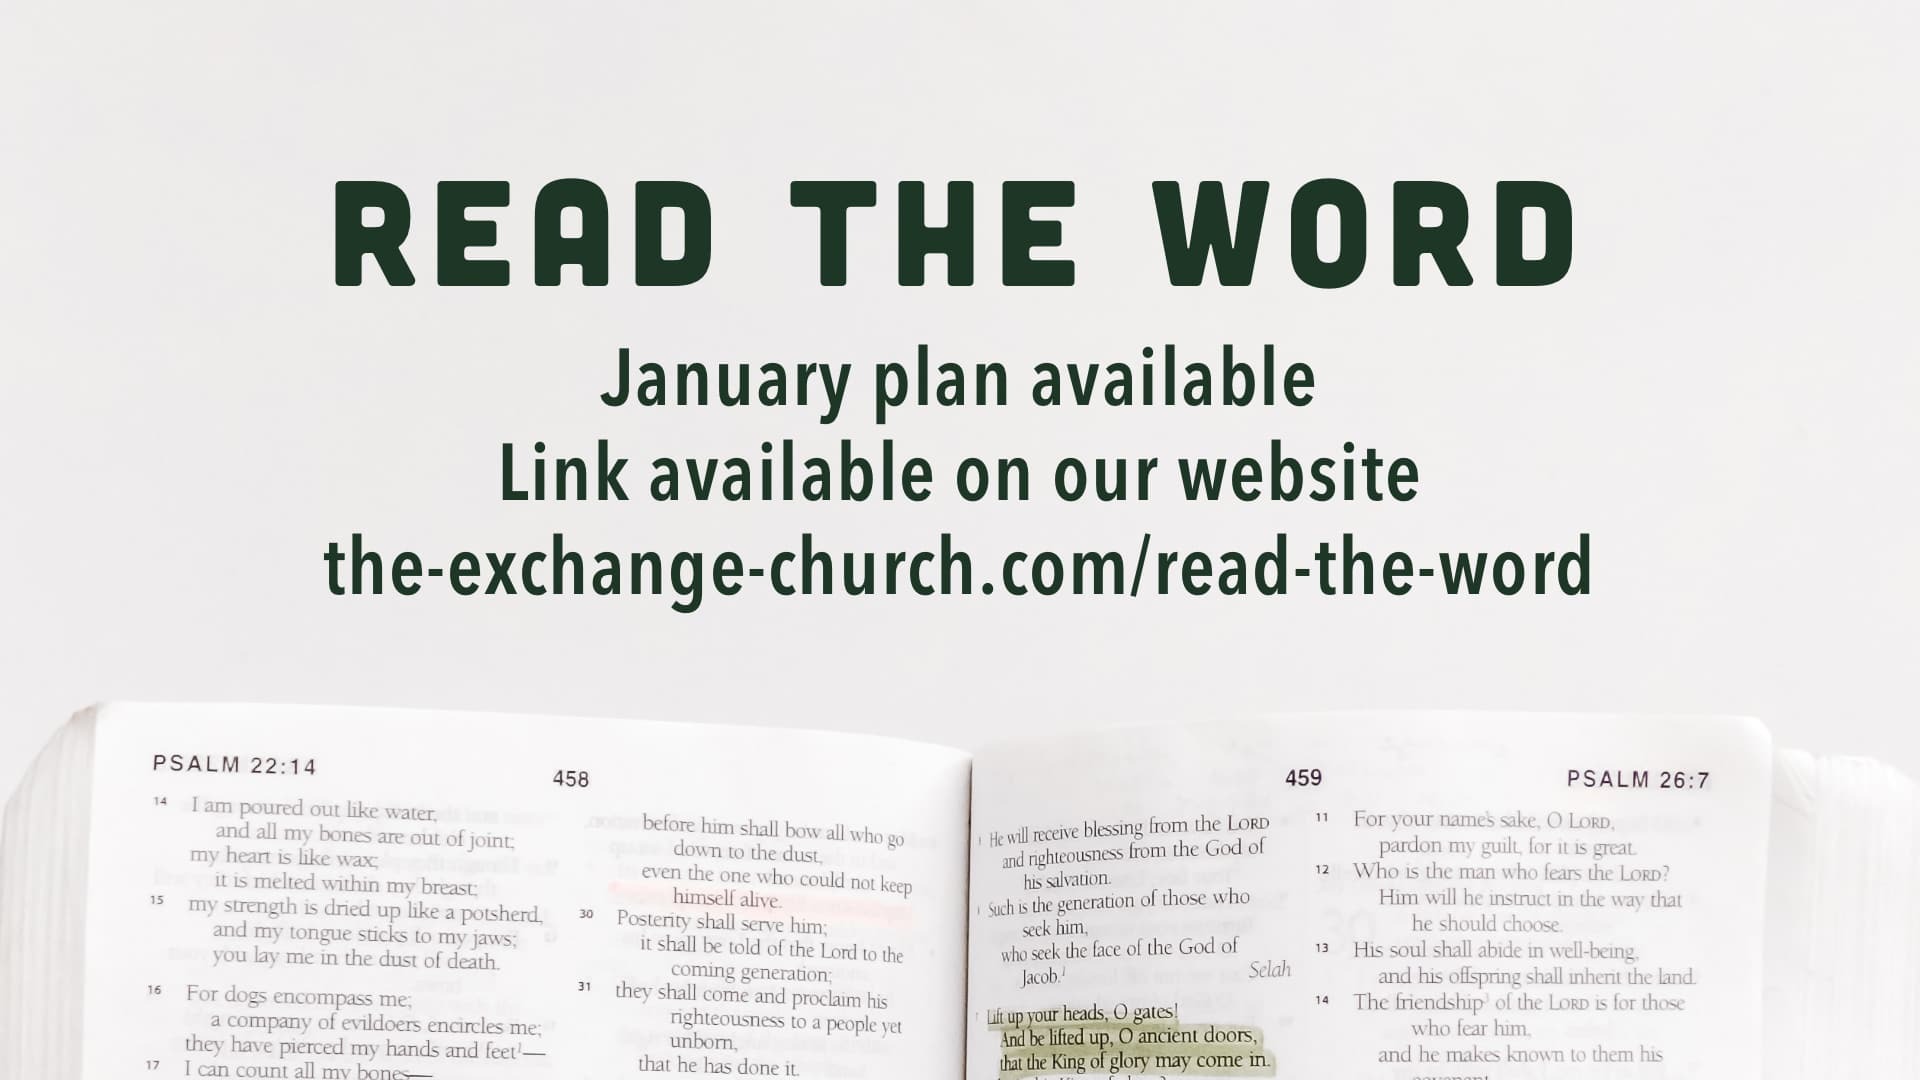 READ THE WORD
January plan available
Link available on our website
the-exchange-church.com/read-the-word
PSALM 22:14
458
14 I am poured out like water,
and all my bones are out of joint;
my heart is like wax;
it is melted within my breast;
15 my strength is dried up like a potsherd,
and my tongue sticks to my jaws;
you lay me in the dust of death.
16 For dogs encompass me;
a company of evildoers encircles me;
they have pierced my hands and feet¹—
17 I can count all my bones—
before him shall bow all who go
down to the dust,
even the one who could not keep
himself alive.
30 Posterity shall serve him;
it shall be told of the Lord to the
coming generation;
31 they shall come and proclaim his
righteousness to a people yet
unborn,
that he has done it.
459
PSALM 26:7
He will receive blessing from the LORD
and righteousness from the God of
his salvation.
Such is the generation of those who
seek him,
who seek the face of the God of
Jacob.¹ Selah
Lift up your heads, O gates!
And be lifted up, O ancient doors,
that the King of glory may come in.
11 For your name's sake, O LORD,
pardon my guilt, for it is great.
12 Who is the man who fears the LORD?
Him will he instruct in the way that
he should choose.
13 His soul shall abide in well-being,
and his offspring shall inherit the land.
14 The friendship³ of the LORD is for those
who fear him,
and he makes known to them his